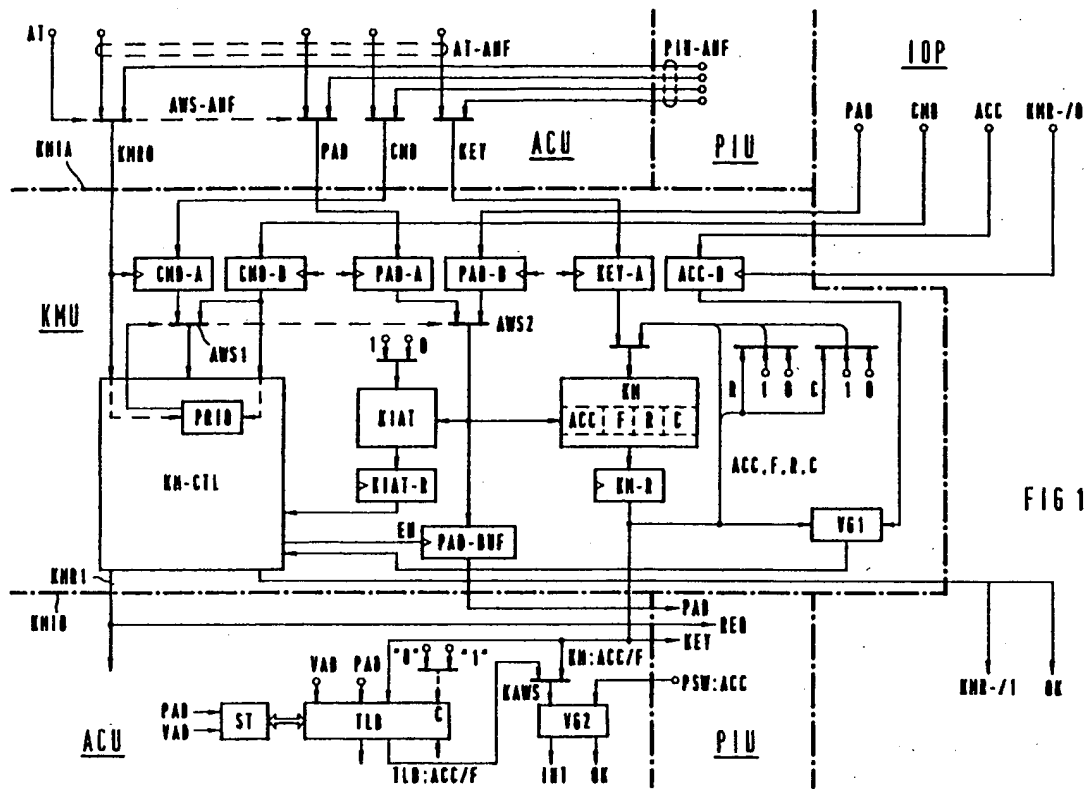 AT
AT-ANF
PIU-ANF
IOP
AWS-ANF
PAD
CMD
ACC
KMR-/0
KMIA
KMR0
PAD
CMD
KEY
ACU
PIU
CMD-A
CMD-B
PAD-A
PAD-B
KEY-A
ACC-B
KMU
AWS1
AWS2
1
0
R
1
0
C
1
0
PRIO
KIAT
KM
ACC
F
R
C
KM-CTL
ACC,F,R,C
KIAT-R
KM-R
FIG 1
EN
PAD-BUF
VG1
KMR1
KMIB
PAD
REQ
KEY
"0"
"1"
KM:ACC/F
VAD
PAD
KAWS
PSW:ACC
KMR-/1
OK
PAD
VAD
ST
TLB
C
VG2
ACU
TLB:ACC/F
INT
OK
PIU